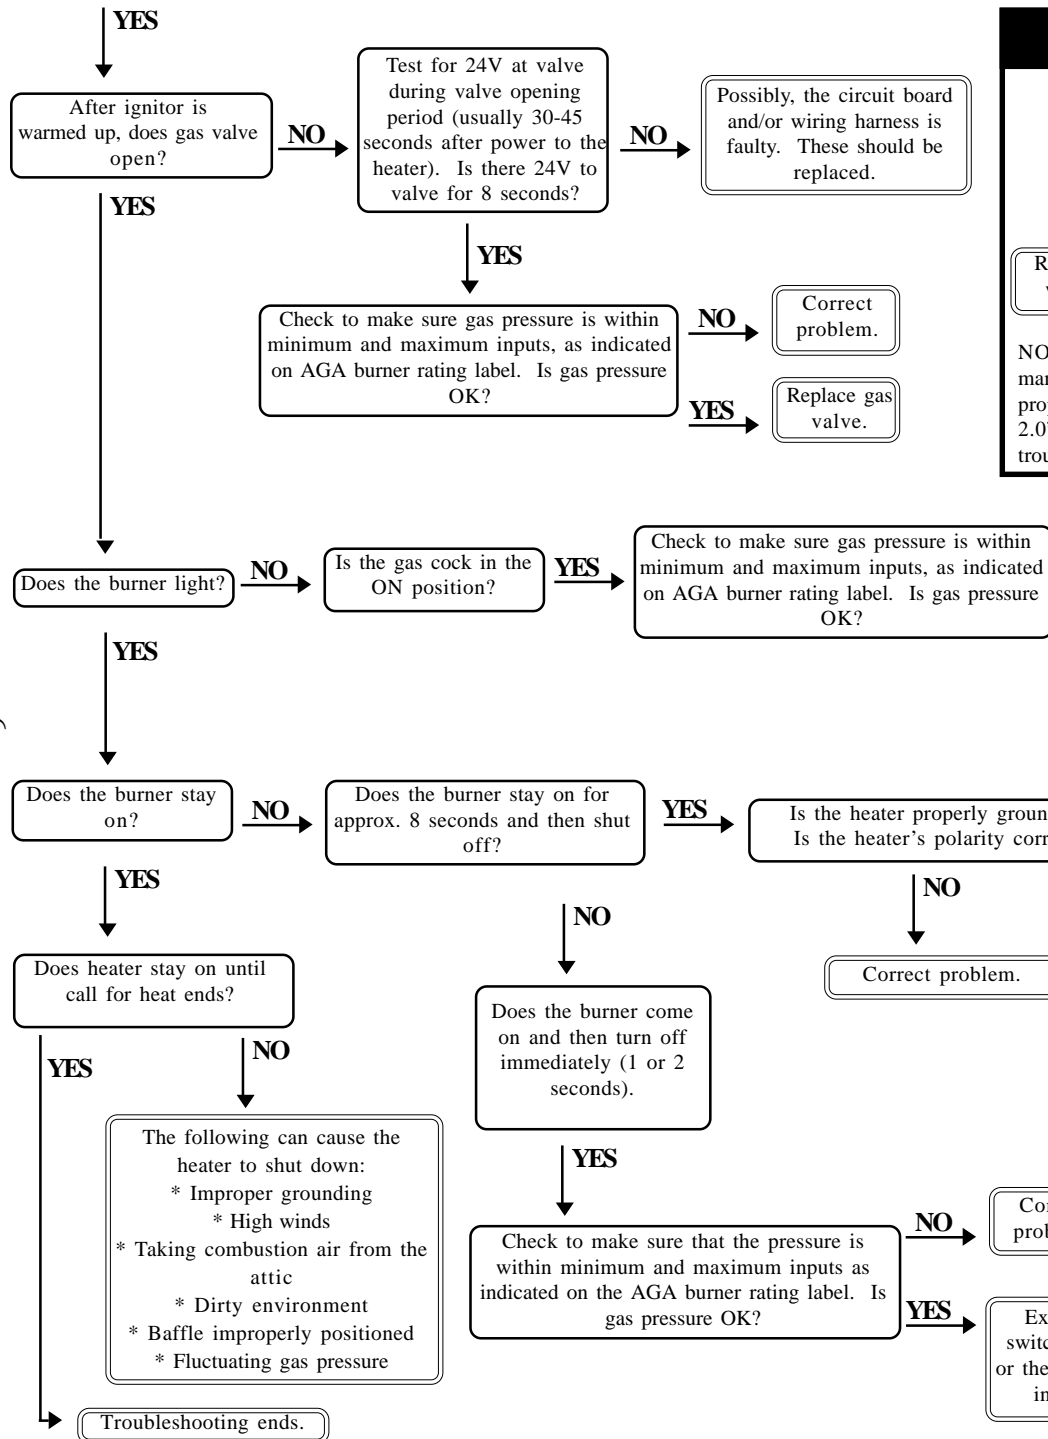 YES
After ignitor is
warmed up, does gas valve
open?
NO
Test for 24V at valve
during valve opening
period (usually 30-45
seconds after power to the
heater). Is there 24V to
valve for 8 seconds?
NO
Possibly, the circuit board
and/or wiring harness is
faulty. These should be
replaced.
YES
YES
Check to make sure gas pressure is within
minimum and maximum inputs, as indicated
on AGA burner rating label. Is gas pressure
OK?
NO
Correct
problem.
YES
Replace gas
valve.
2.0
Does the burner light?
NO
Is the gas cock in the
ON position?
YES
Check to make sure gas pressure is within
minimum and maximum inputs, as indicated
on AGA burner rating label. Is gas pressure
OK?
YES
Does the burner stay
on?
NO
Does the burner stay on for
approx. 8 seconds and then shut
off?
YES
Is the heater properly
Is the heater's polarity
YES
NO
NO
Correct problem.
Does heater stay on until
call for heat ends?
Does the burner come
on and then turn off
immediately (1 or 2
seconds).
YES
NO
The following can cause the
heater to shut down:
* Improper grounding
* High winds
* Taking combustion air from the
attic
* Dirty environment
* Baffle improperly positioned
* Fluctuating gas pressure
YES
Check to make sure that the pressure is
within minimum and maximum inputs as
indicated on the AGA burner rating label. Is
gas pressure OK?
NO
YES
or the
Troubleshooting ends.